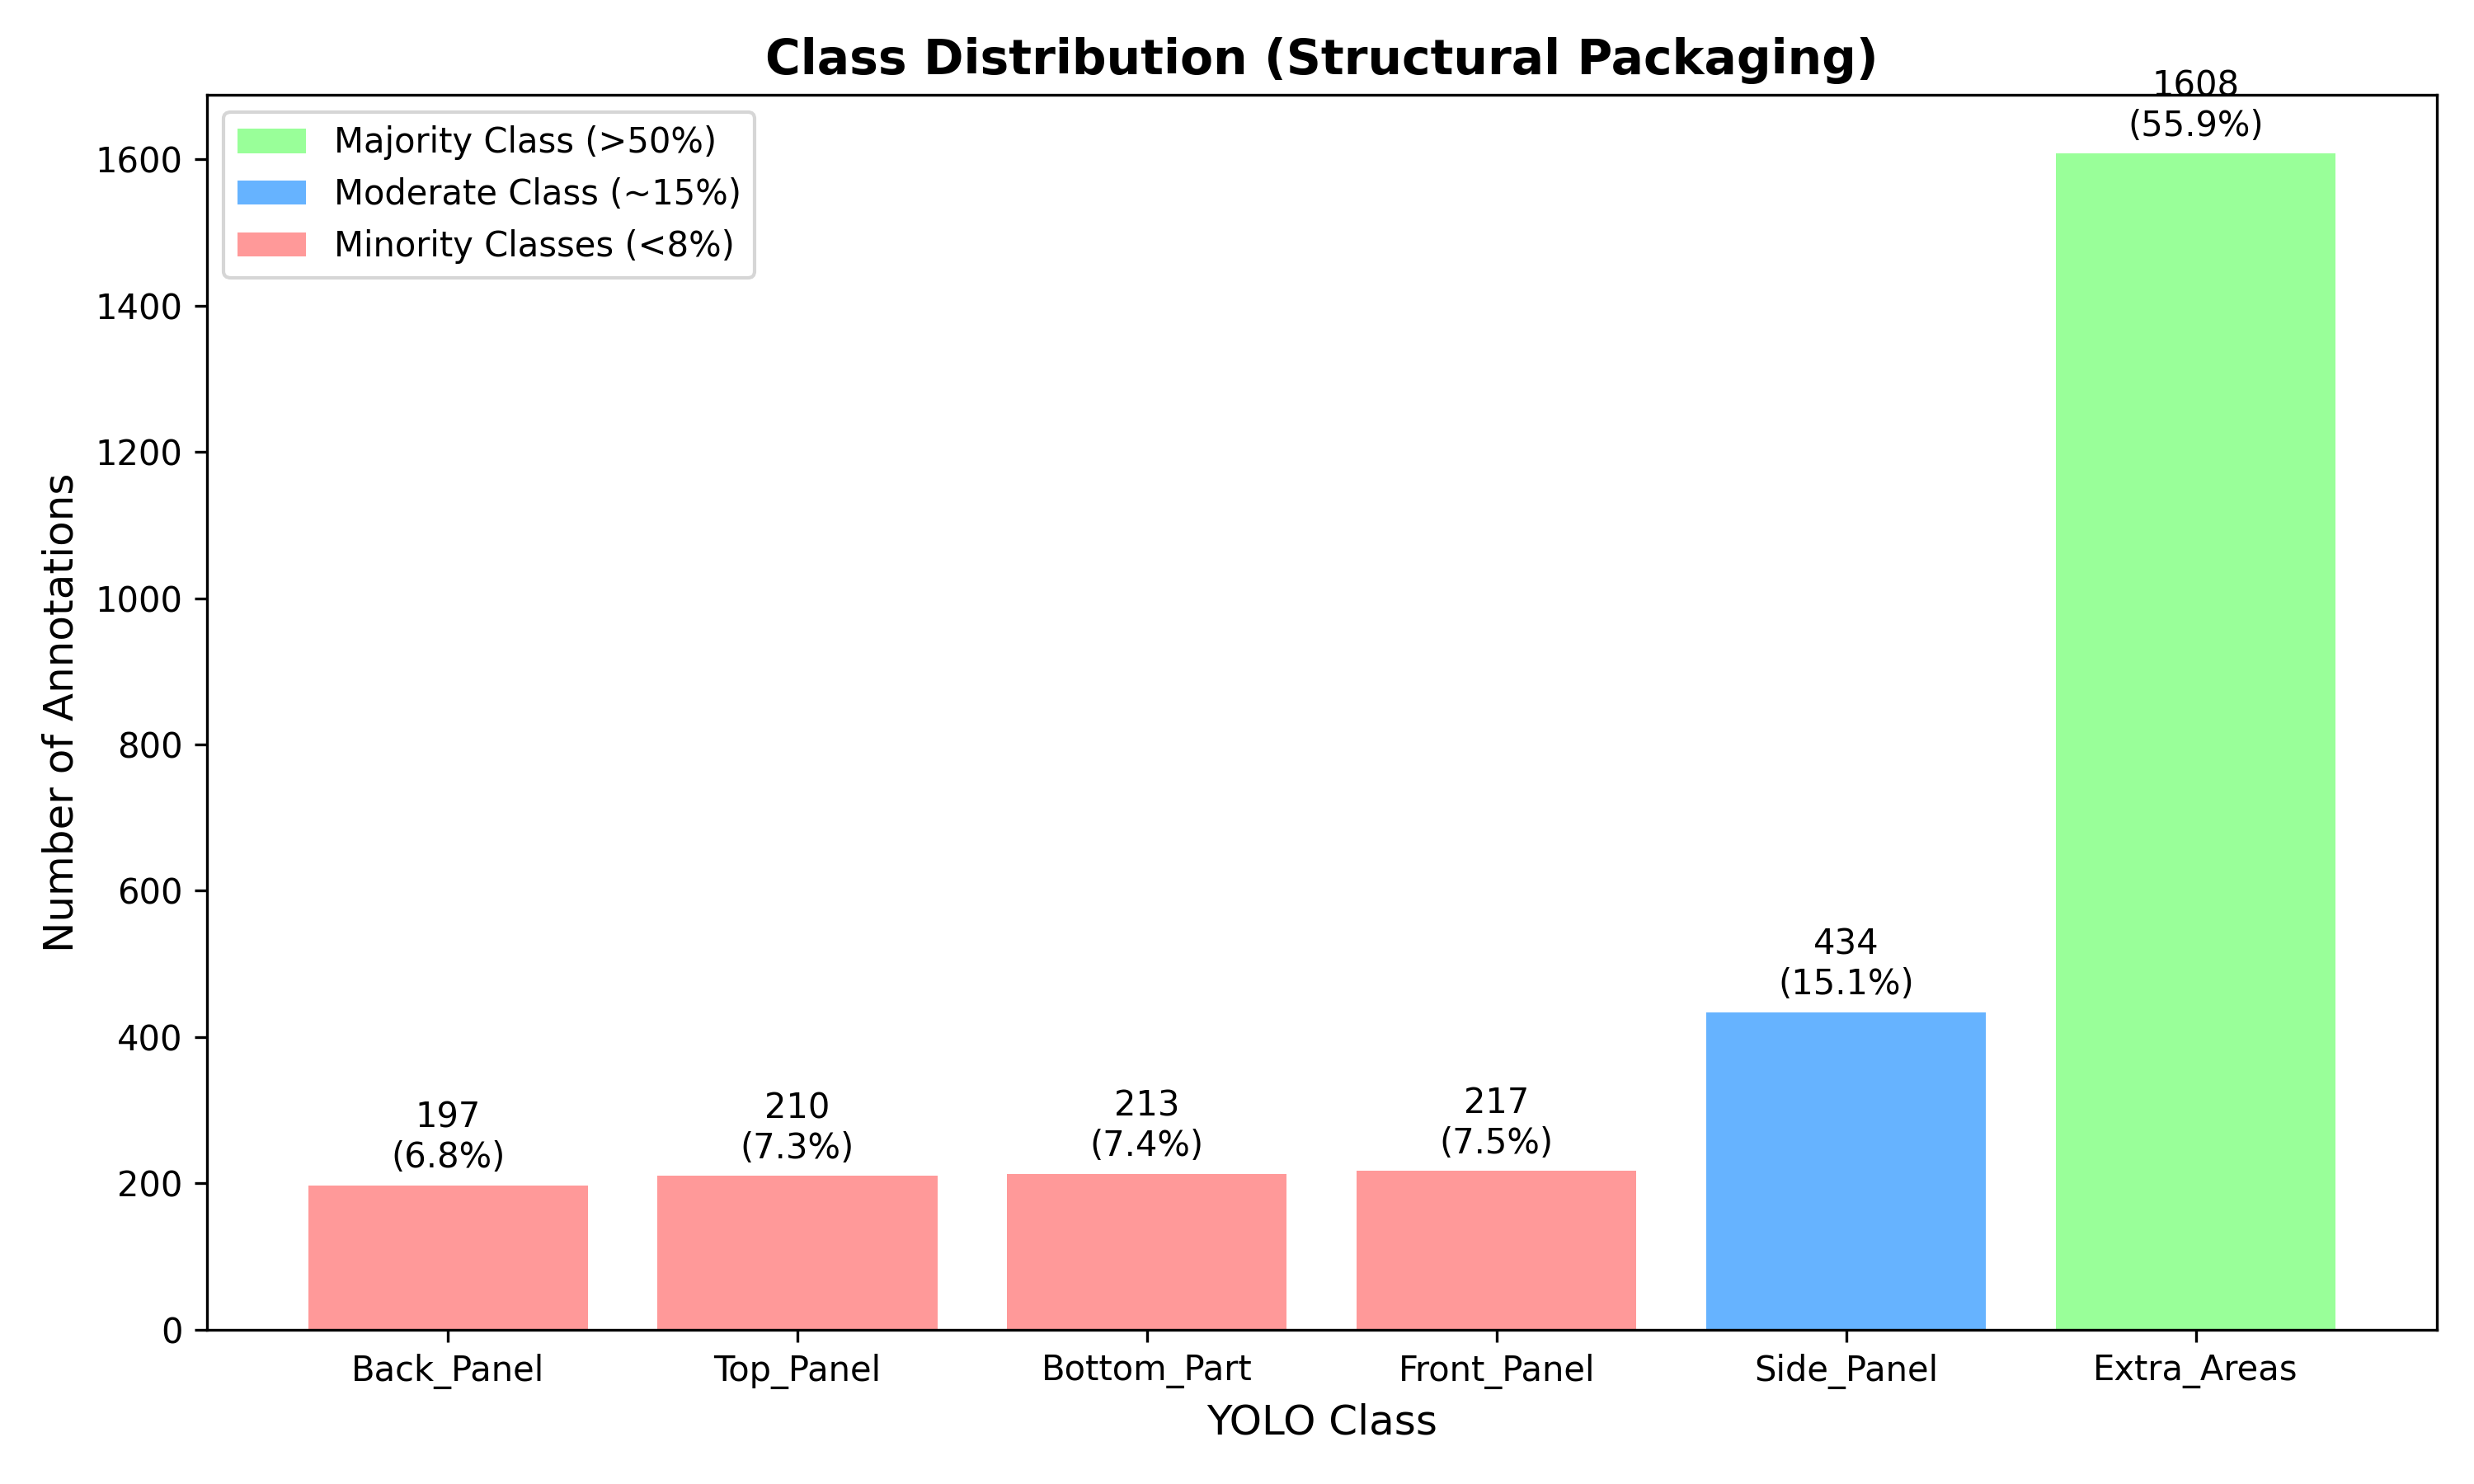 Class Distribution (Structural Packaging)
Majority Class (>50%)
Moderate Class (~15%)
Minority Classes (<8%)
Number of Annotations
1600
1400
1200
1000
800
600
400
200
0
197
(6.8%)
210
(7.3%)
213
(7.4%)
217
(7.5%)
434
(15.1%)
1608
(55.9%)
Back_Panel
Top_Panel
Bottom_Part
Front_Panel
Side_Panel
Extra_Areas
YOLO Class